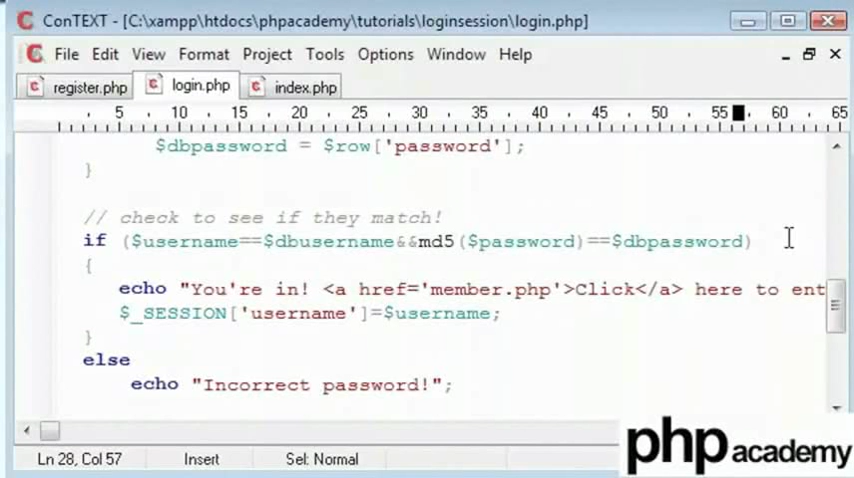 ConTEXT - [C:\xampp\htdocs\phpacademy\tutorials\loginsession\login.php]
File Edit View Format Project Tools Options Window Help
register.php login.php index.php
5 10 15 20 25 30 35 40 45 50 55 60 65
$dbpassword = $row['password'];
}
// check to see if they match!
if ($username==$dbusername&&md5($password)==$dbpassword)
{
echo "You're in! <a href='member.php'>Click</a> here to ent
$_SESSION['username']=$username;
}
else
echo "Incorrect password!";
Ln 28, Col 57 Insert Sel: Normal
php academy